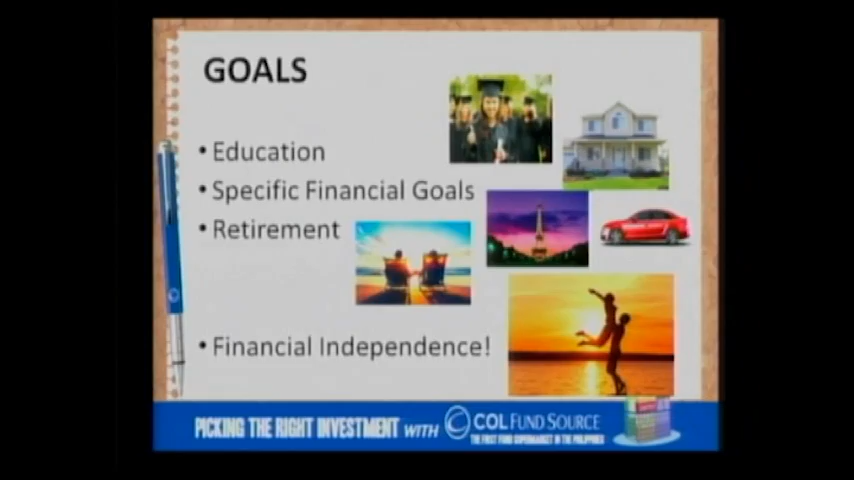 GOALS
• Education
• Specific Financial Goals
• Retirement
• Financial Independence!
PICKING THE RIGHT INVESTMENT WITH COL FUND SOURCE
THE FIRST FUND SUPERMARKET IN THE PHILIPPINES